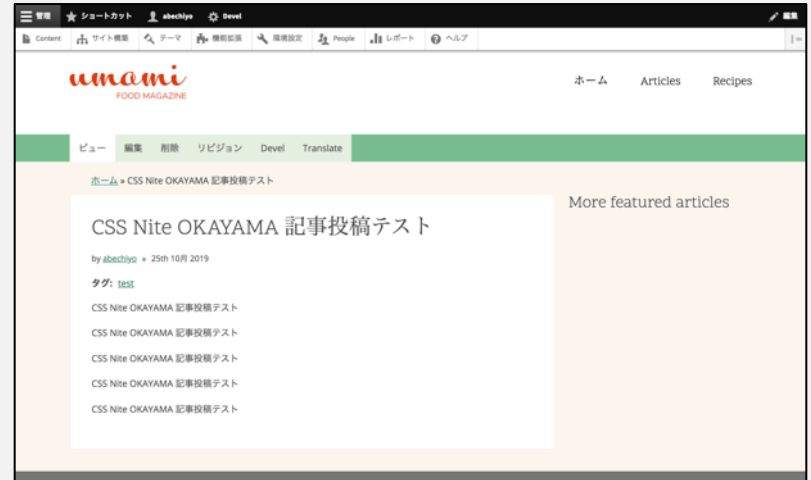 管理 ショートカット abechiyo Devel 編集
Content サイト構築 テーマ 機能拡張 環境設定 People レポート ヘルプ
umami
FOOD MAGAZINE
ホーム Articles Recipes
ビュー 編集 削除 リビジョン Devel Translate
ホーム » CSS Nite OKAYAMA 記事投稿テスト
More featured articles
CSS Nite OKAYAMA 記事投稿テスト
by abechiyo 25th 10月 2019
タグ: test
CSS Nite OKAYAMA 記事投稿テスト
CSS Nite OKAYAMA 記事投稿テスト
CSS Nite OKAYAMA 記事投稿テスト
CSS Nite OKAYAMA 記事投稿テスト
CSS Nite OKAYAMA 記事投稿テスト